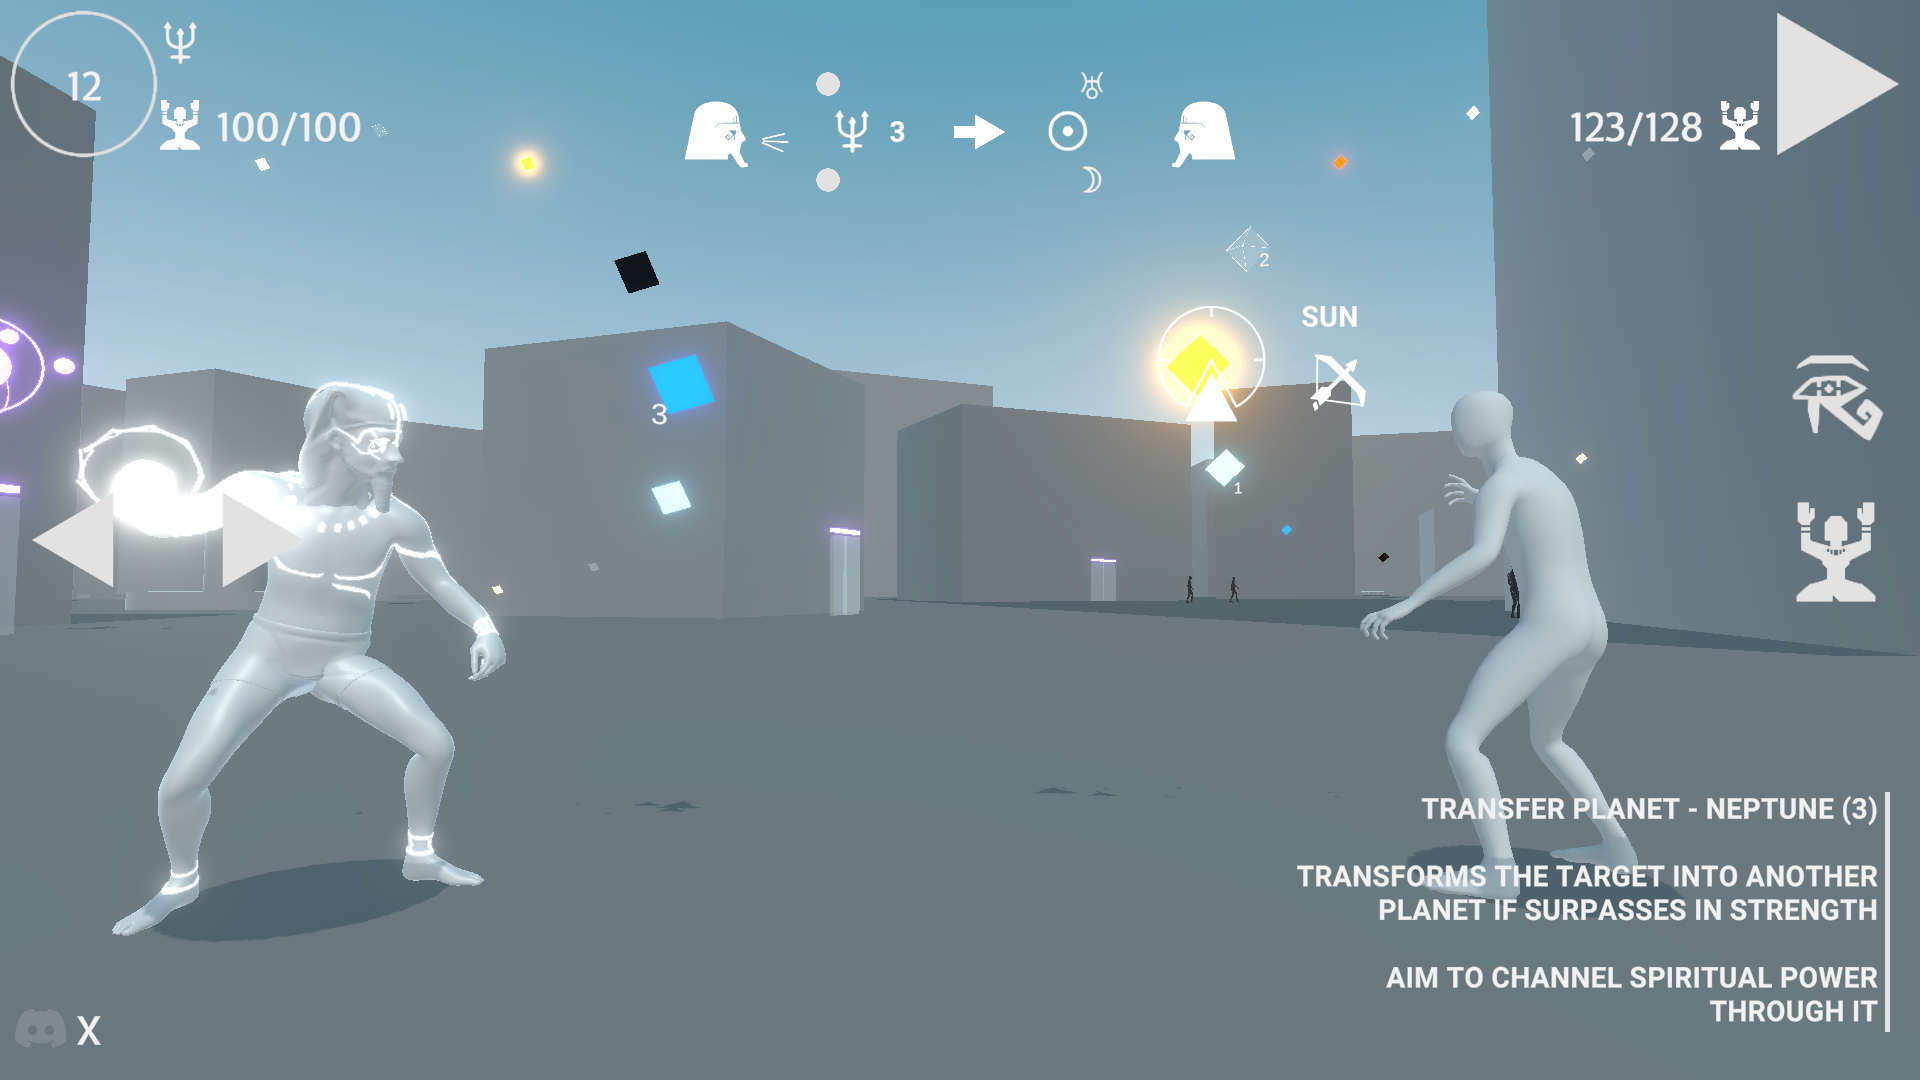 12
100/100
3
123/128
2
SUN
3
1
TRANSFER PLANET - NEPTUNE (3)
TRANSFORMS THE TARGET INTO ANOTHER
PLANET IF SURPASSES IN STRENGTH
AIM TO CHANNEL SPIRITUAL POWER
THROUGH IT
X